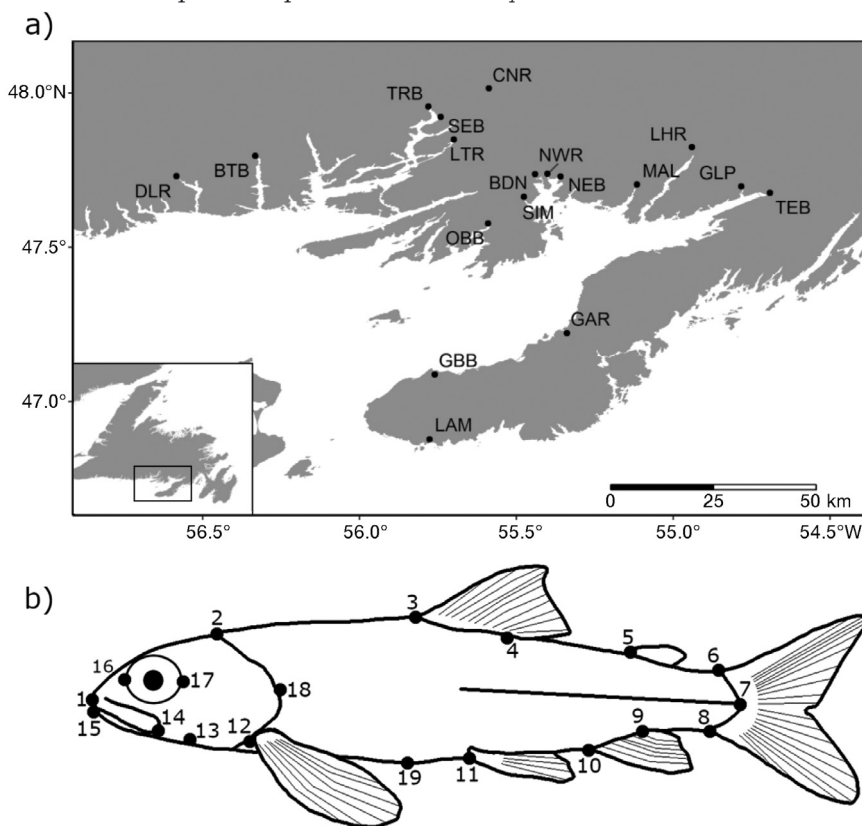 a)
48.0°N
CNR
TRB
SEB
LTR
LHR
BTB
NWR
MAL
GLP
DLR
BDN
NEB
SIM
TEB
47.5°
OBB
GAR
GBB
47.0°
LAM
0 25 50 km
56.5° 56.0° 55.5° 55.0° 54.5°W
b)
3
2
4
5
6
16
17
18
7
1
15
14
13
12
9
8
10
11
19